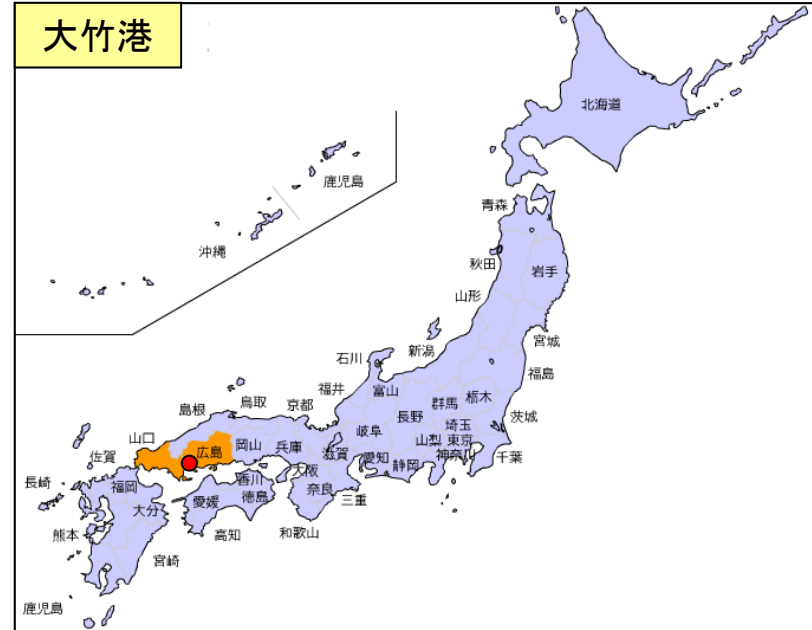 大竹港
北海道
鹿児島
青森
沖縄
秋田
岩手
山形
宮城
新潟
石川
福島
福井
富山
栃木
群馬
鳥取
京都
島根
長野
茨城
埼玉
岐阜
山口
広島
岡山
兵庫
滋賀
山梨
東京
佐賀
愛知
静岡
神奈川
千葉
大阪
長崎
福岡
香川
奈良
愛媛
徳島
三重
大分
熊本
高知
和歌山
宮崎
鹿児島